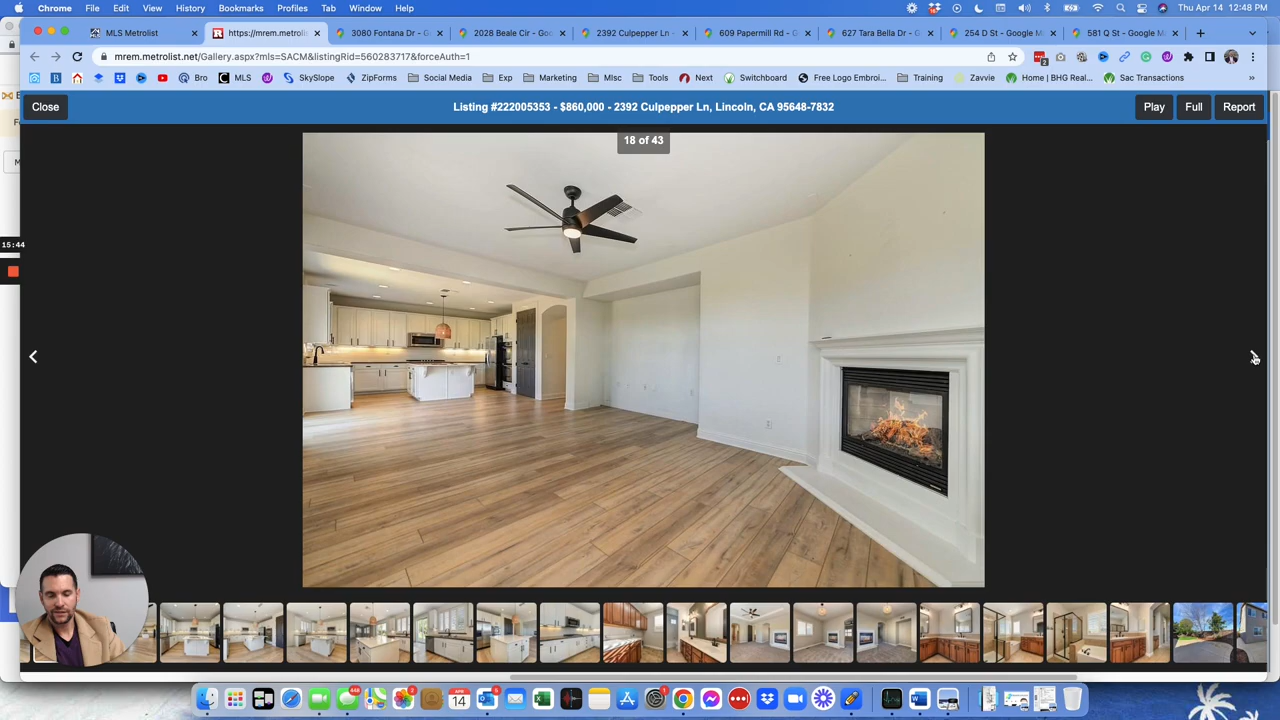 Chrome File Edit View History Bookmarks Profiles Tab Window Help Thu Apr 14 12:48 PM
MLS Metrolist https://mrem.metroli 3080 Fontana Dr - G 2028 Beale Cir - Goo 2392 Culpepper Ln - 609 Papermill Rd - G 627 Tara Bella Dr - G 254 D St - Google M 581 Q St - Google M
mrem.metrolist.net/Gallery.aspx?mls=SACM&listingRid=560283717&forceAuth=1
Bro MLS SkySlope ZipForms Social Media Exp Marketing MIsc Tools Next Switchboard Free Logo Embroi... Training Zavvie Home | BHG Real... Sac Transactions »
Close Listing #222005353 - $860,000 - 2392 Culpepper Ln, Lincoln, CA 95648-7832 Play Full Report
18 of 43
15:44